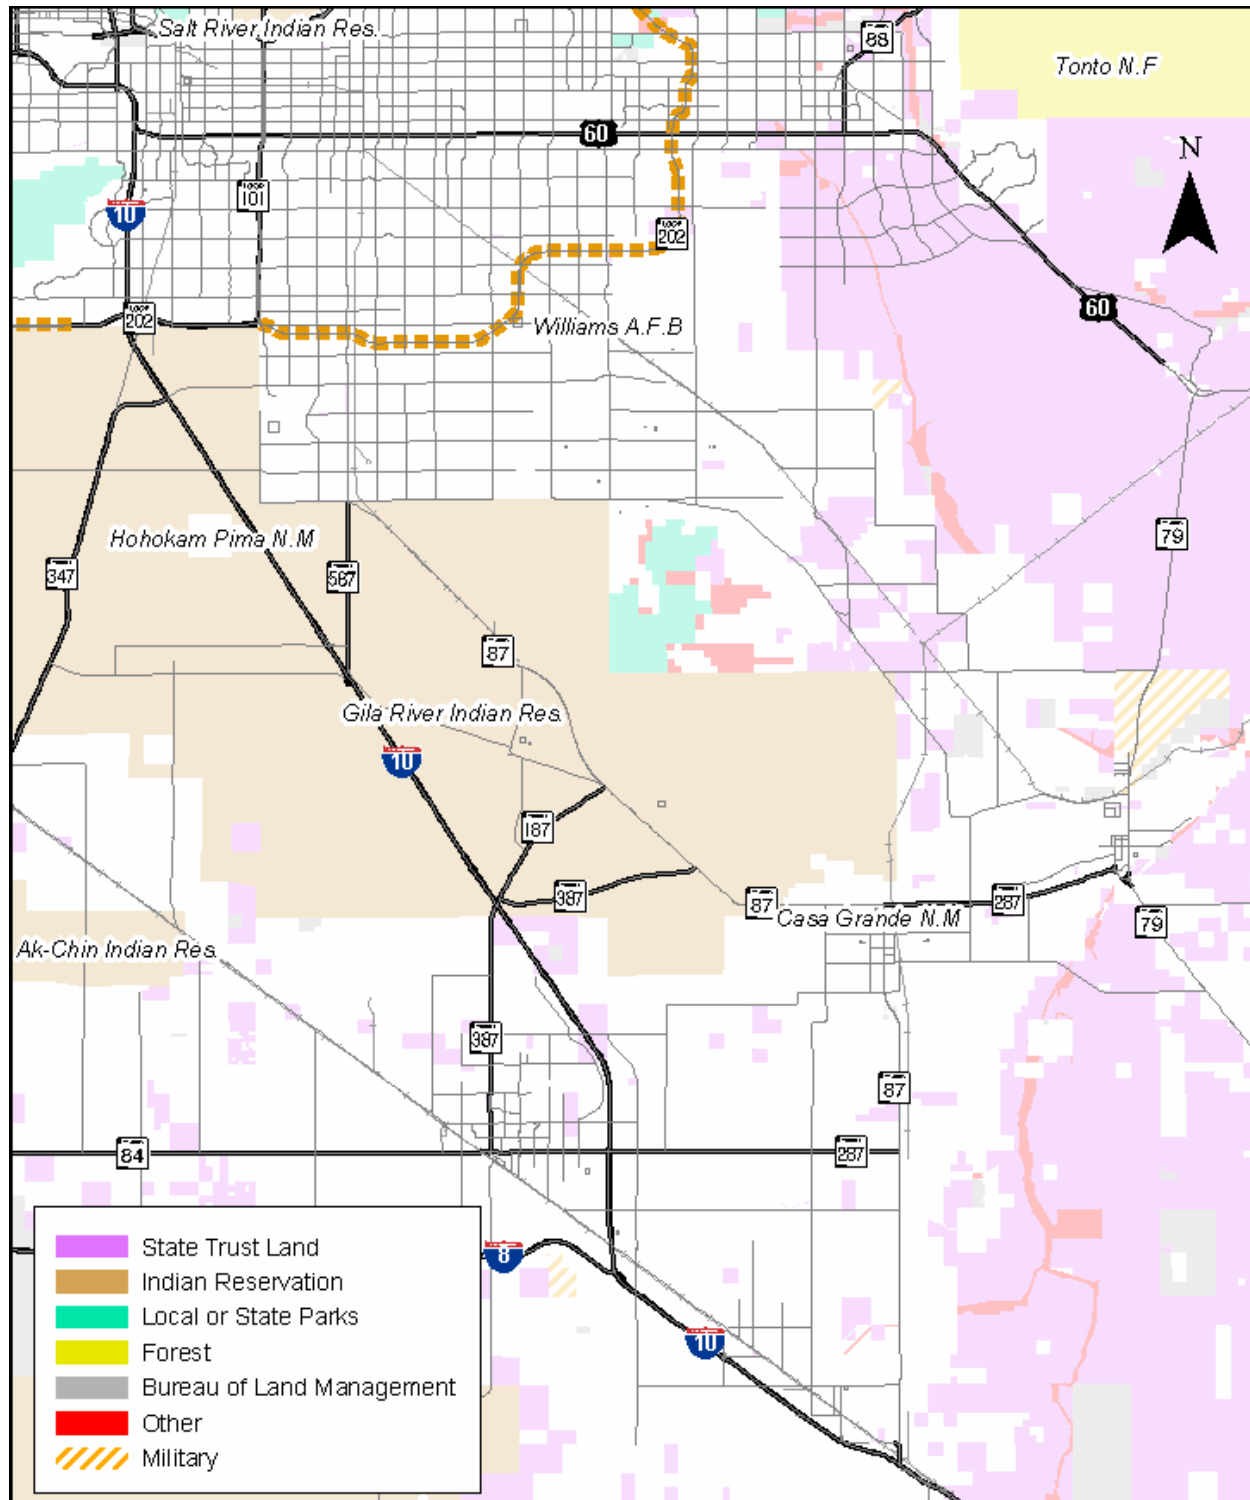 Salt River Indian Res.
88
Tonto N.F
60
N
LOOP
101
10
LOOP
202
60
LOOP
202
Williams A.F.B
79
Hohokam Pima N.M
347
587
87
Gila River Indian Res.
10
187
387
87
287
Casa Grande N.M
79
Ak-Chin Indian Res.
387
87
84
287
8
10
State Trust Land
Indian Reservation
Local or State Parks
Forest
Bureau of Land Management
Other
Military